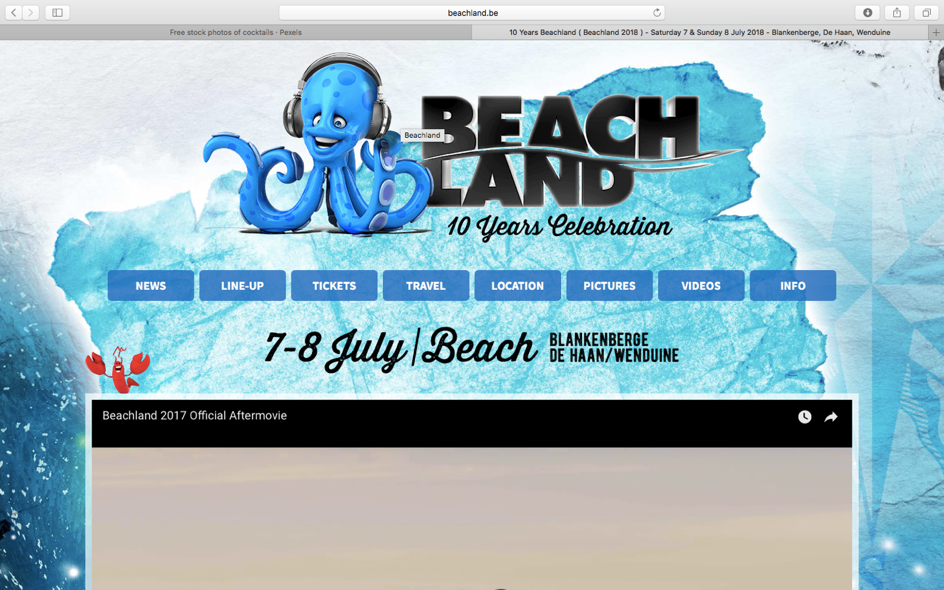 beachland.be
Free stock photos of cocktails · Pexels
10 Years Beachland ( Beachland 2018 ) - Saturday 7 & Sunday 8 July 2018 - Blankenberge, De Haan, Wenduine
BEACH
Beachland
LAND
10 Years Celebration
NEWS
LINE-UP
TICKETS
TRAVEL
LOCATION
PICTURES
VIDEOS
INFO
7-8 July | Beach
BLANKENBERGE
DE HAAN/WENDUINE
Beachland 2017 Official Aftermovie